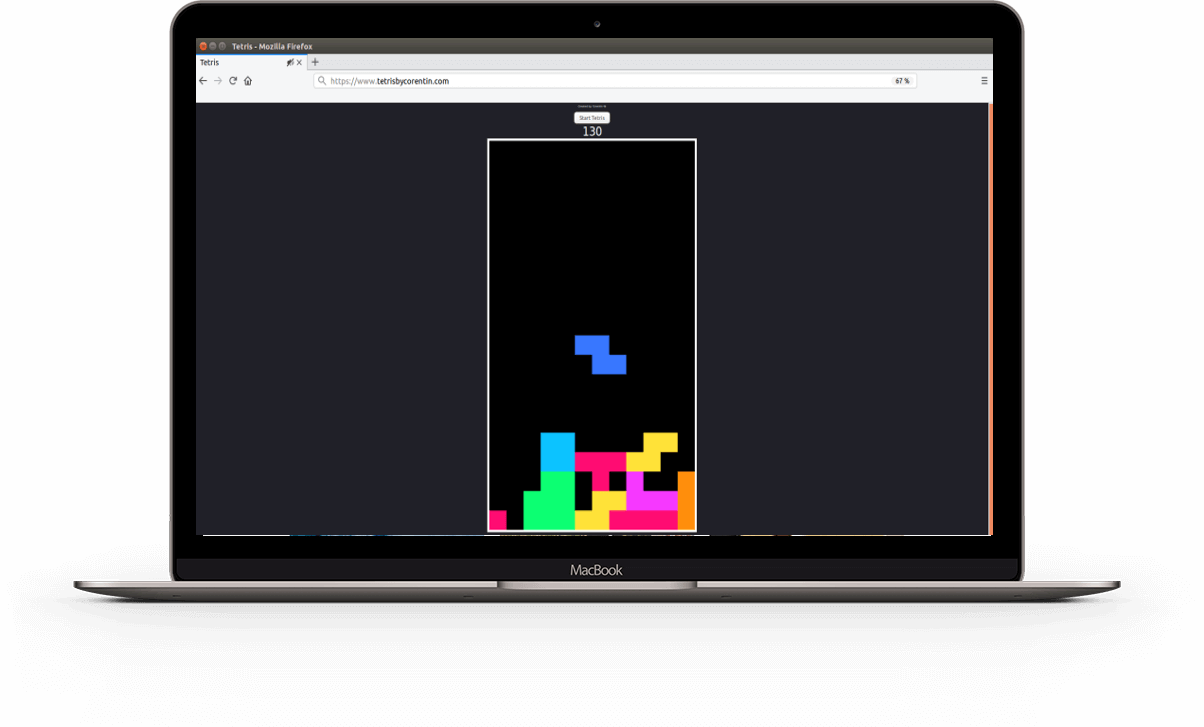 Tetris - Mozilla Firefox
Tetris
https://www.tetrisbycorentin.com
67 %
Start Tetris
130
MacBook